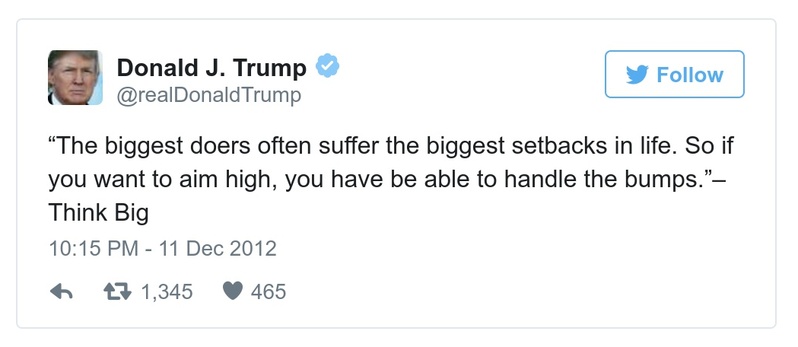 Donald J. Trump
@realDonaldTrump
Follow
“The biggest doers often suffer the biggest setbacks in life. So if
you want to aim high, you have be able to handle the bumps.”–
Think Big
10:15 PM - 11 Dec 2012
1,345 465